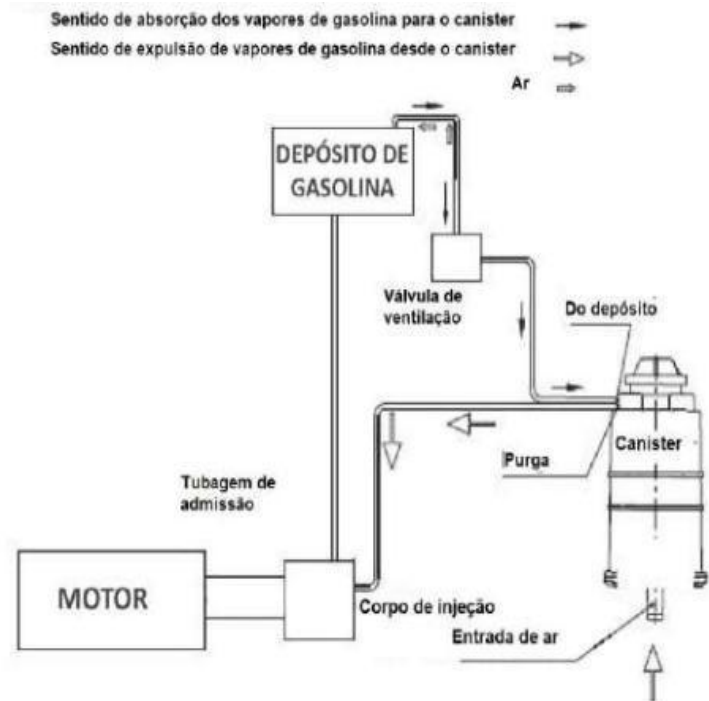 Sentido de absorção dos vapores de gasolina para o canister
Sentido de expulsão de vapores de gasolina desde o canister
Ar
DEPÓSITO DE
GASOLINA
Válvula de
ventilação
Do depósito
Canister
Purga
Tubagem de
admissão
MOTOR
Corpo de injeção
Entrada de ar